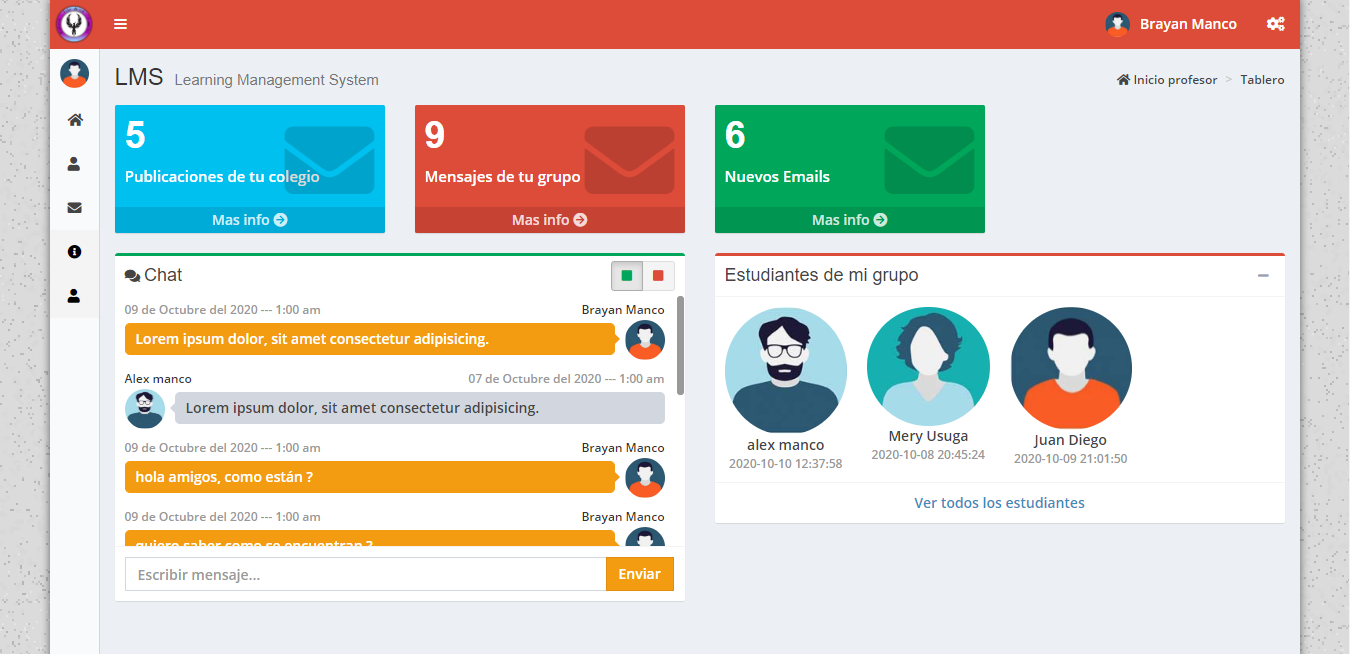 Brayan Manco
LMS Learning Management System
Inicio profesor > Tablero
5
Publicaciones de tu colegio
Mas info
9
Mensajes de tu grupo
Mas info
6
Nuevos Emails
Mas info
Chat
09 de Octubre del 2020 --- 1:00 am Brayan Manco
Lorem ipsum dolor, sit amet consectetur adipisicing.
Alex manco 07 de Octubre del 2020 --- 1:00 am
Lorem ipsum dolor, sit amet consectetur adipisicing.
09 de Octubre del 2020 --- 1:00 am Brayan Manco
hola amigos, como están ?
09 de Octubre del 2020 --- 1:00 am Brayan Manco
quiero saber como se encuentran ?
Escribir mensaje... Enviar
Estudiantes de mi grupo
alex manco
2020-10-10 12:37:58
Mery Usuga
2020-10-08 20:45:24
Juan Diego
2020-10-09 21:01:50
Ver todos los estudiantes